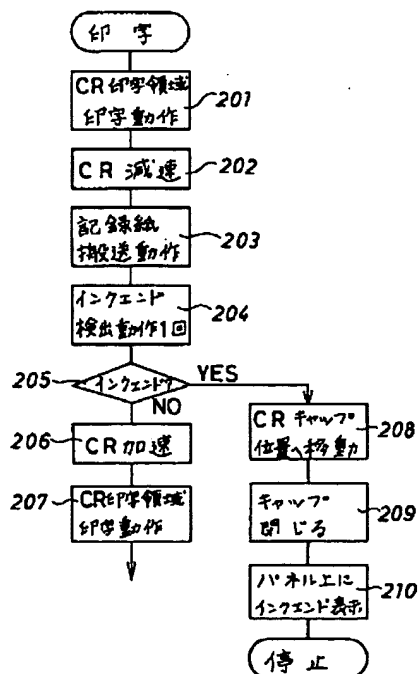 印字
CR印字領域
印字動作
201
CR 減速
202
記録紙
搬送動作
203
インクエンド
検出動作1回
204
205
インクエンド?
YES
NO
206
CR加速
207
CR印字領域
印字動作
CRキャップ
位置へ移動
208
キャップ
閉じる
209
パネル上に
インクエンド表示
210
停止